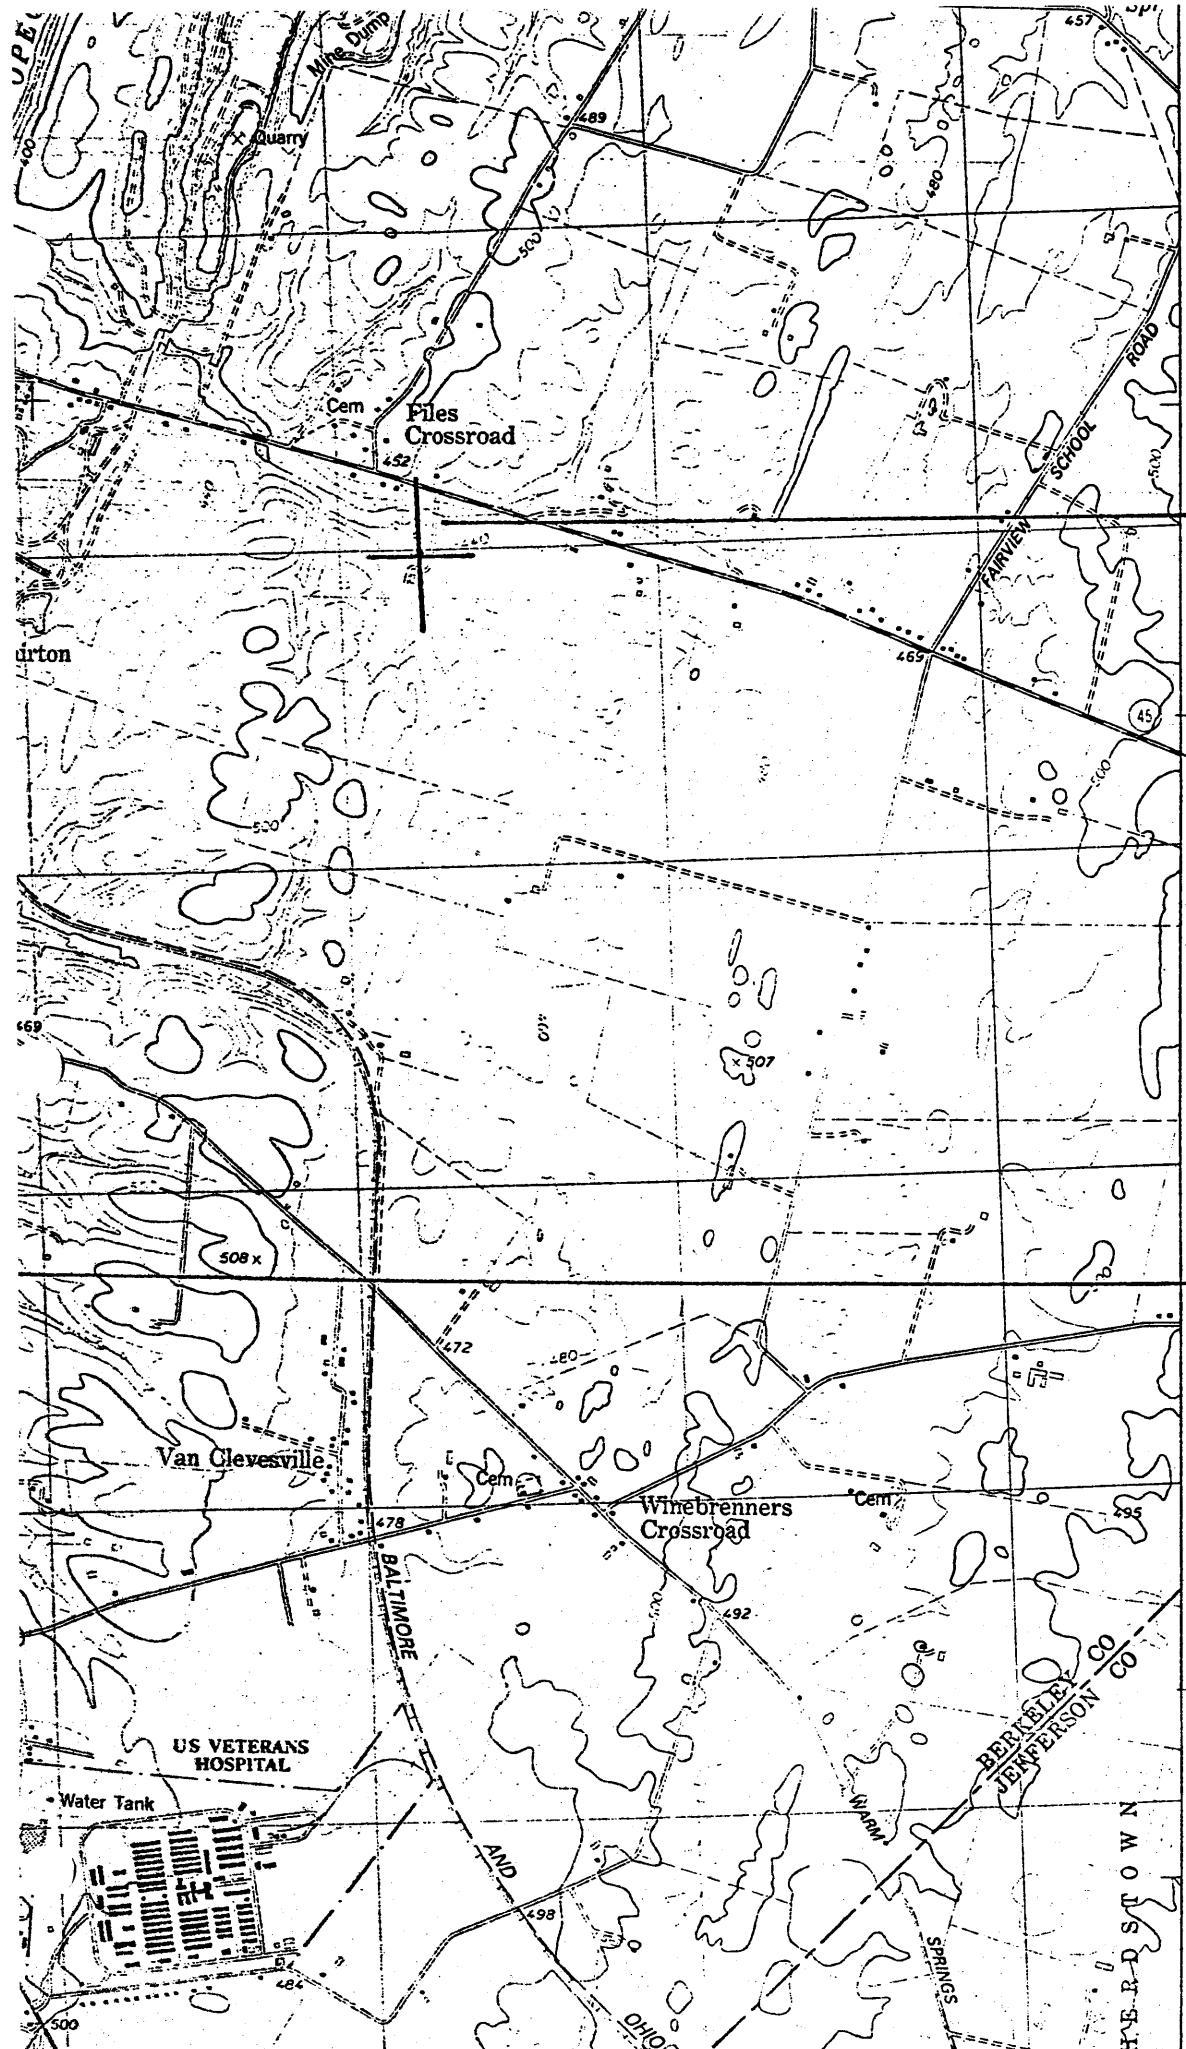 457
Mine Dump
489
Quarry
400
480
500
ROAD
Cem
Files
Crossroad
SCHOOL
452
500
FAIRVIEW
469
45
500
500
469
460
× 507
508 x
472
480
Van Clevesville
Cem
Winebrenners
Crossroad
Cem
495
478
BALTIMORE
500
492
CO
CO
BERKELEY
JEFFERSON
US VETERANS
HOSPITAL
Water Tank
WARM
AND
498
SPRINGS
484
500
OHIO